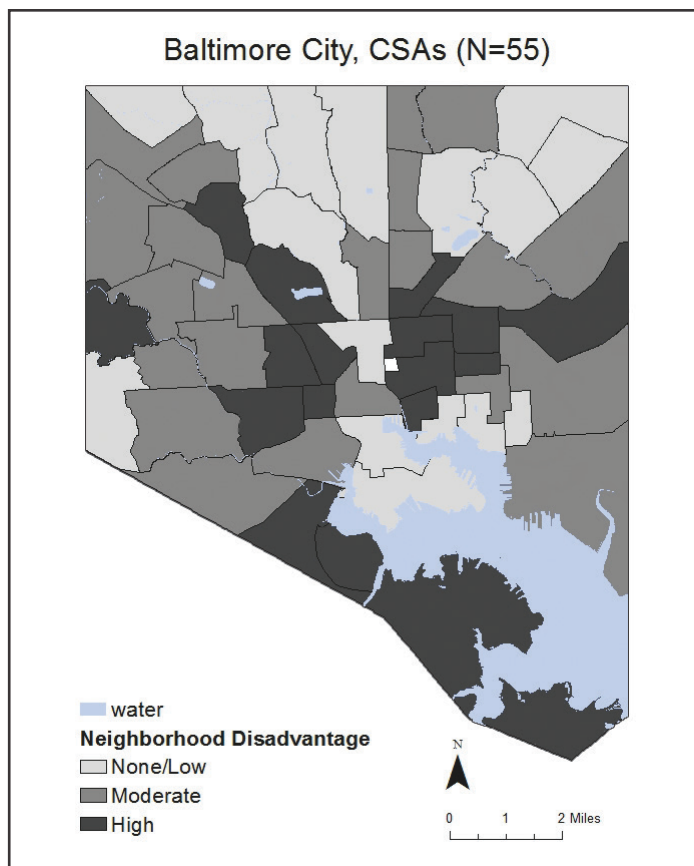 Baltimore City, CSAs (N=55)
water
Neighborhood Disadvantage
None/Low
Moderate
High
N
0 1 2 Miles